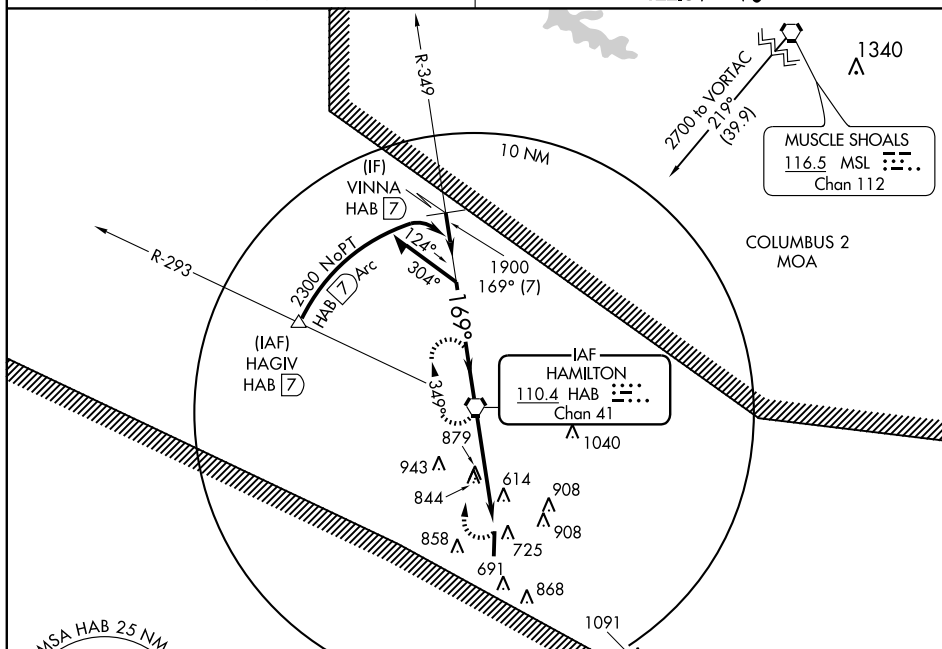 R-349
1340
2700 to VORTAC
219°
(39.9)
MUSCLE SHOALS
116.5 MSL
Chan 112
10 NM
(IF)
VINNA
HAB 7
COLUMBUS 2
MOA
R-293
2300 NoPT
HAB 7 Arc
124°
304°
1900
169° (7)
169°
(IAF)
HAGIV
HAB 7
349°
IAF
HAMILTON
110.4 HAB
Chan 41
1040
879
943
844
614
908
908
858
725
691
868
1091
MSA HAB 25 NM